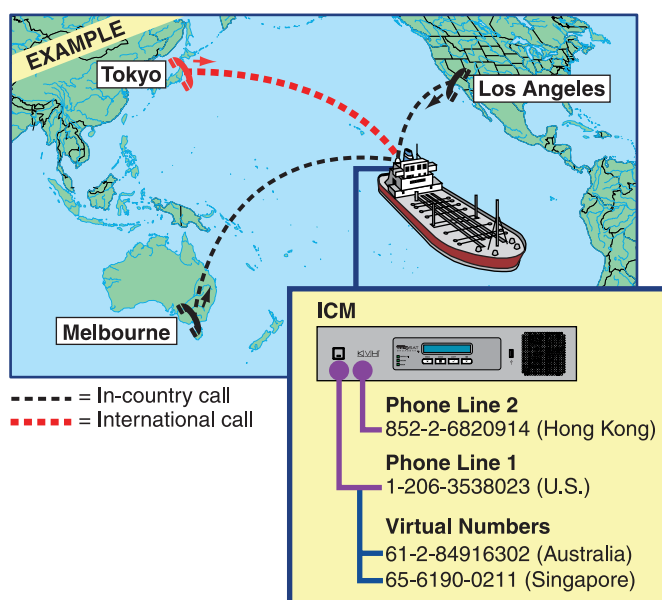 EXAMPLE
Tokyo
Los Angeles
Melbourne
= In-country call
= International call
ICM
KVH
Phone Line 2
852-2-6820914 (Hong Kong)
Phone Line 1
1-206-3538023 (U.S.)
Virtual Numbers
61-2-84916302 (Australia)
65-6190-0211 (Singapore)